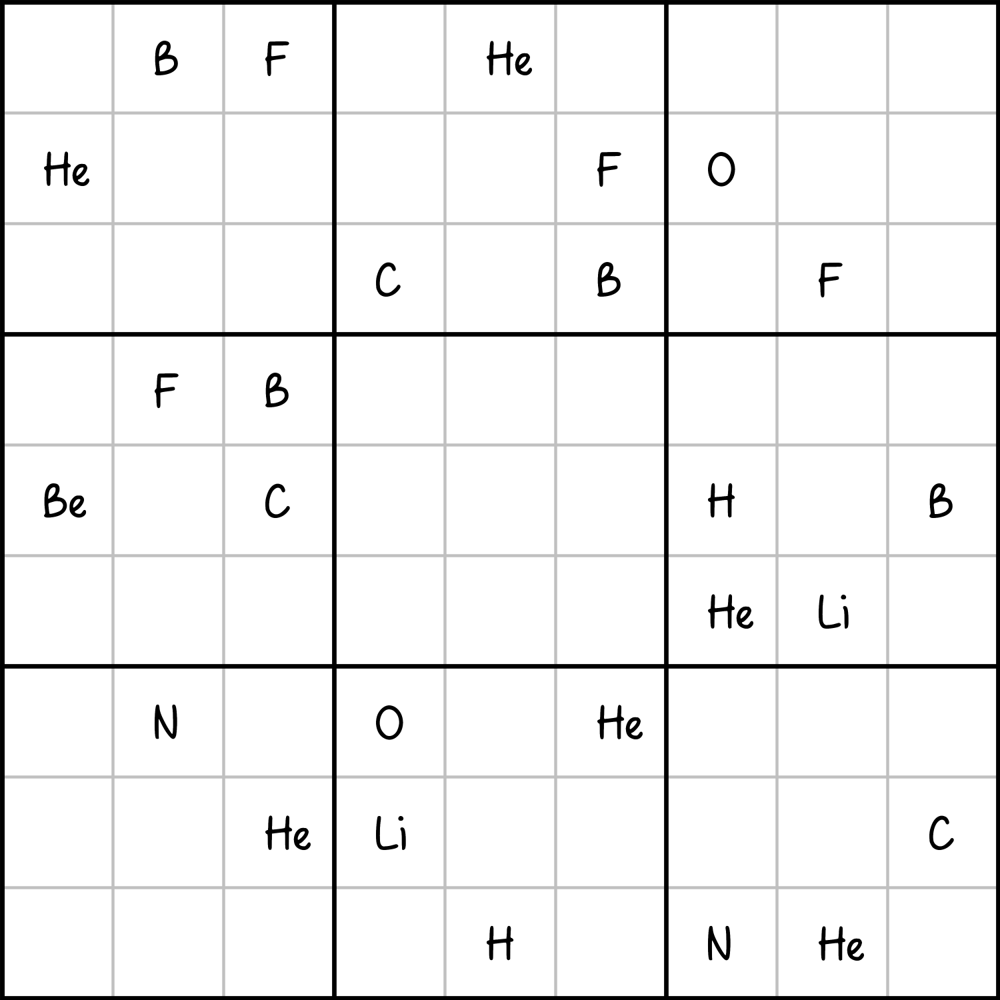 B F He
He F O
C B F
F B
Be C H B
He Li
N O He
He Li C
H N He